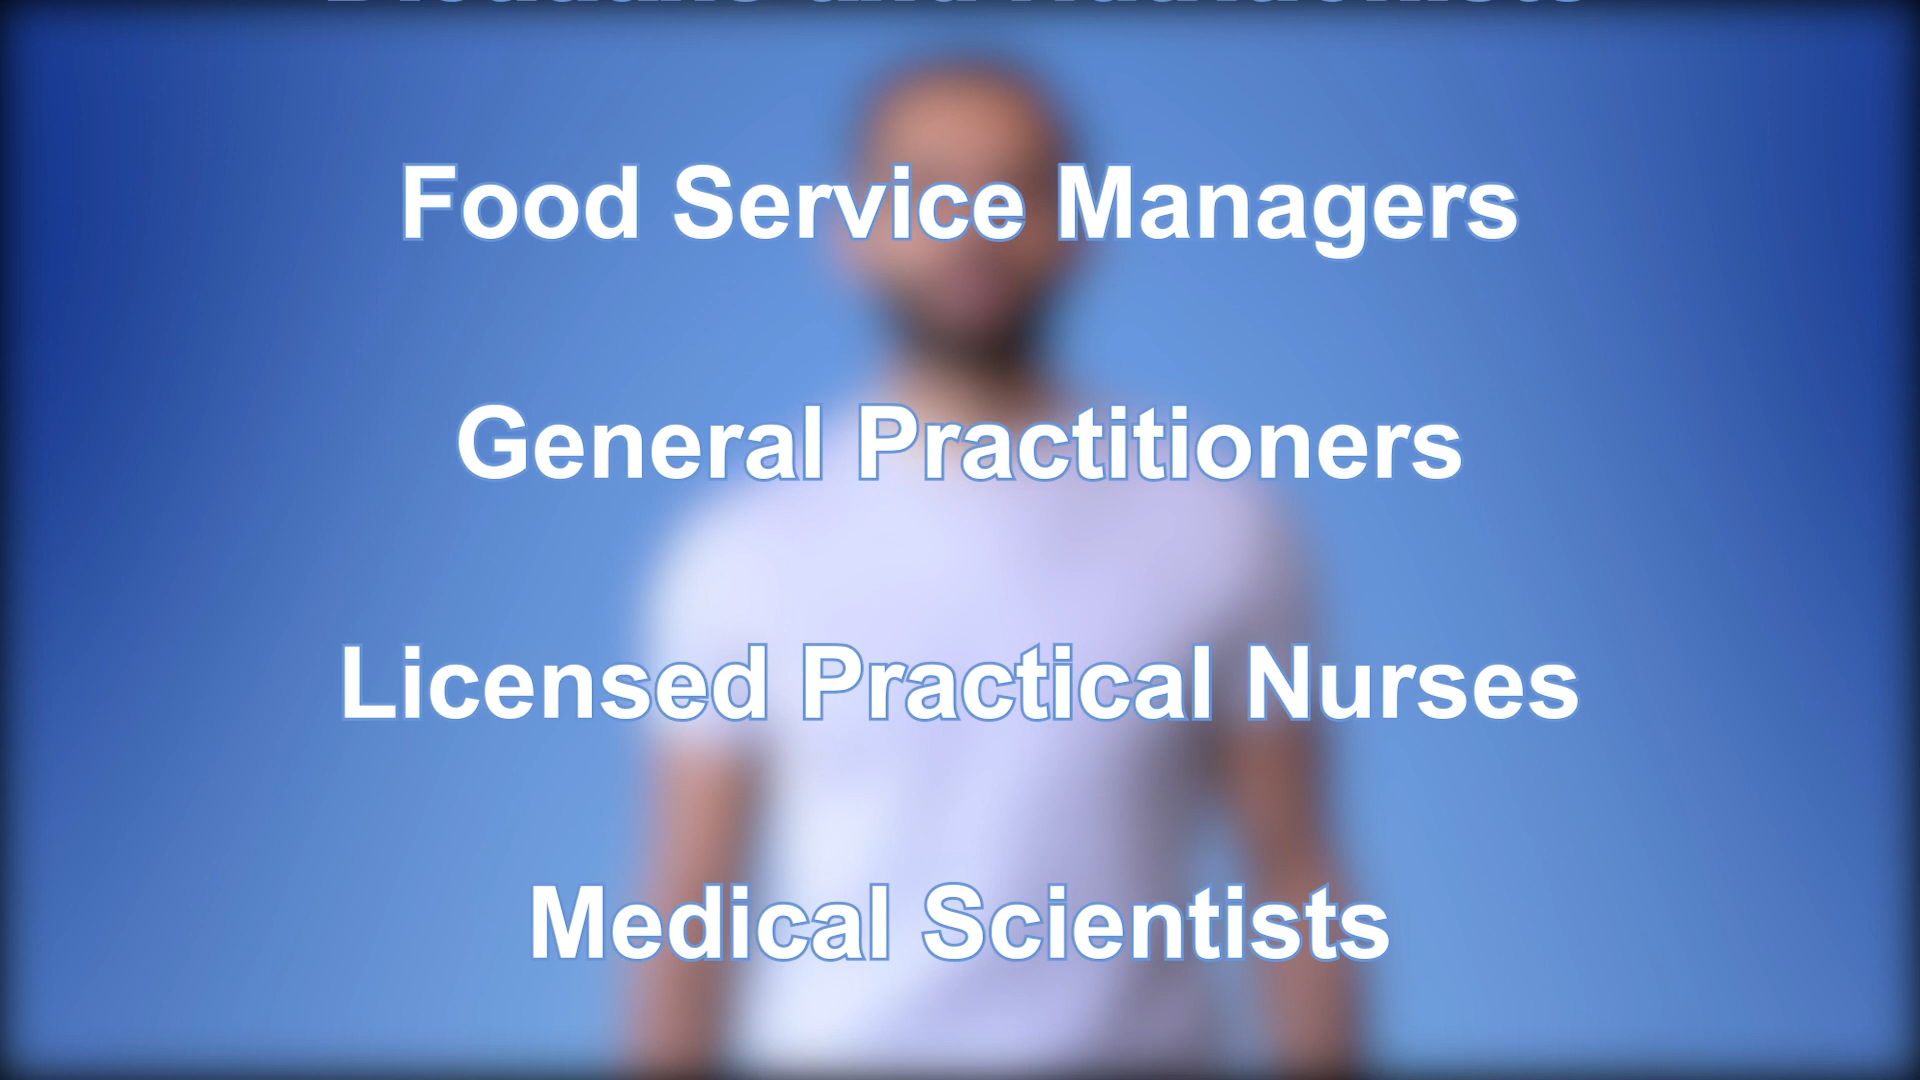 Food Service Managers
General Practitioners
Licensed Practical Nurses
Medical Scientists